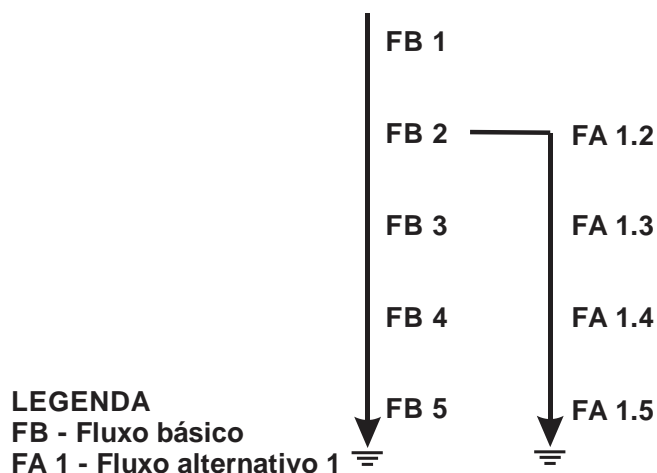 FB 1
FB 2 FA 1.2
FB 3 FA 1.3
FB 4 FA 1.4
FB 5 FA 1.5
LEGENDA
FB - Fluxo básico
FA 1 - Fluxo alternativo 1